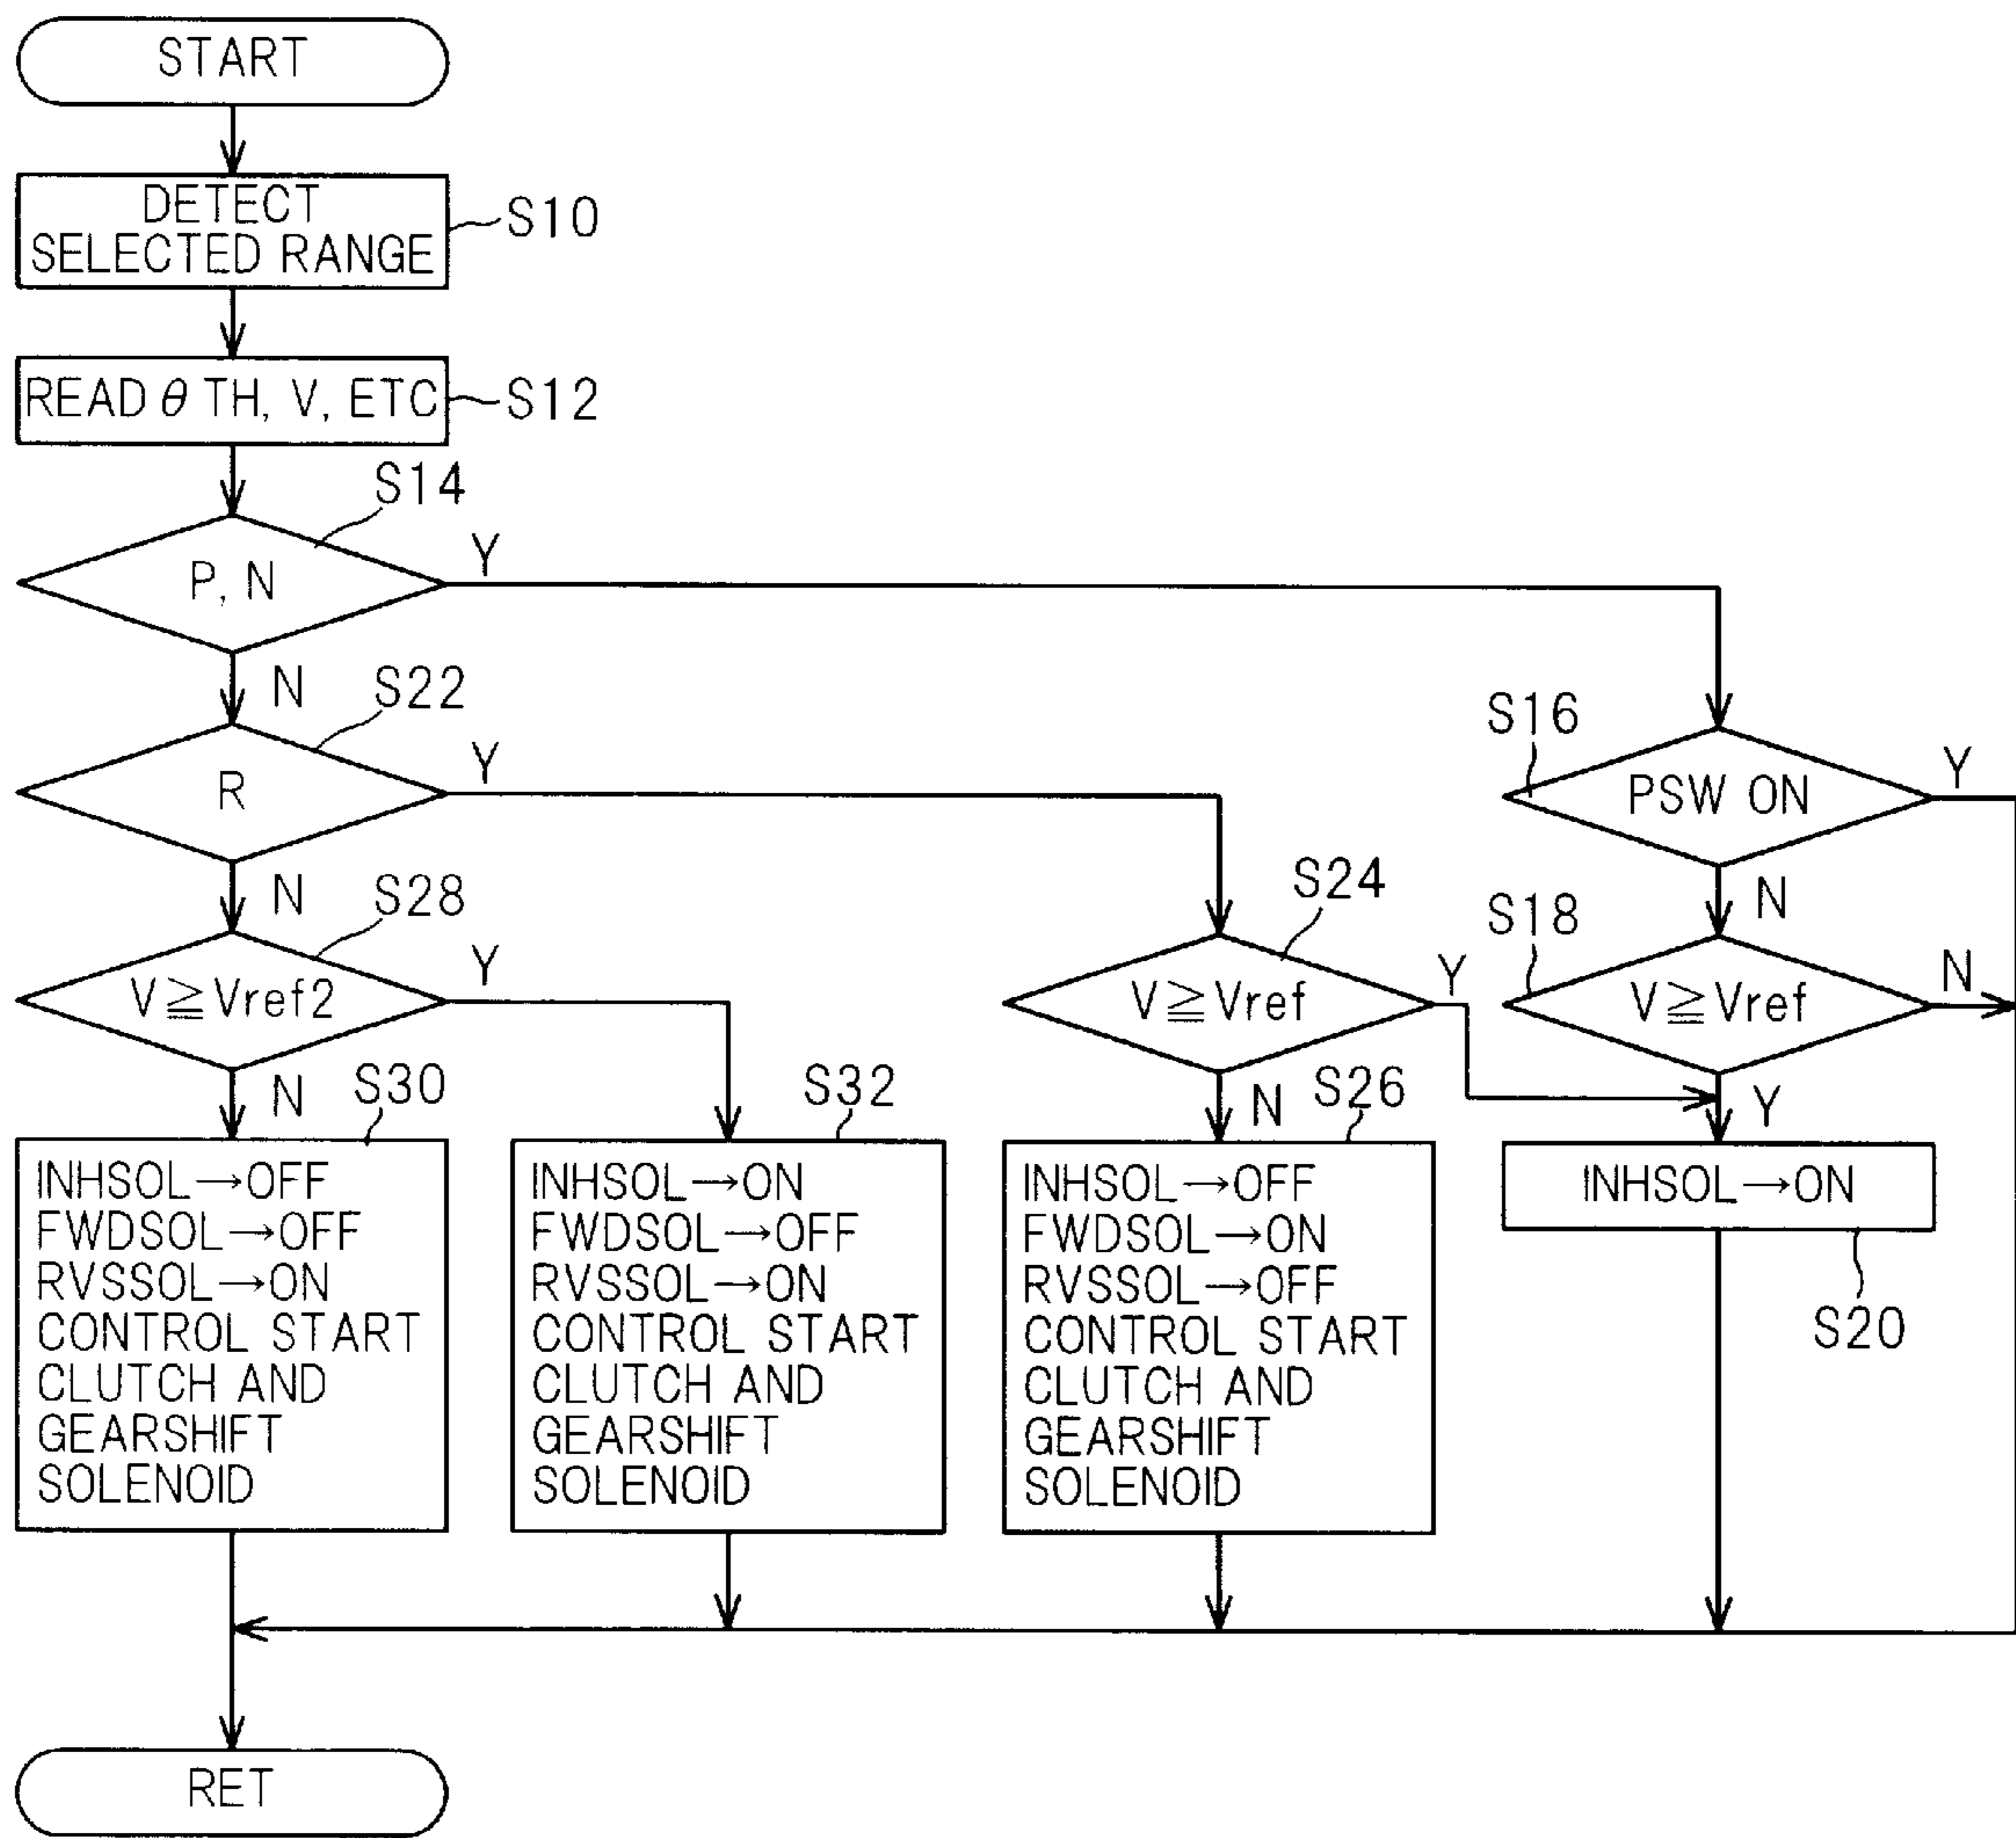 START
DETECT
SELECTED RANGE
S10
READ θ TH, V, ETC
S12
S14
P, N
Y
N
S22
R
Y
N
S16
PSW ON
Y
N
S28
V≧Vref2
Y
N
S24
V≧Vref
Y
N
S18
V≧Vref
N
Y
S30
INHSOL→OFF
FWDSOL→OFF
RVSSOL→ON
CONTROL START
CLUTCH AND
GEARSHIFT
SOLENOID
S32
INHSOL→ON
FWDSOL→OFF
RVSSOL→ON
CONTROL START
CLUTCH AND
GEARSHIFT
SOLENOID
S26
INHSOL→OFF
FWDSOL→ON
RVSSOL→OFF
CONTROL START
CLUTCH AND
GEARSHIFT
SOLENOID
INHSOL→ON
S20
RET